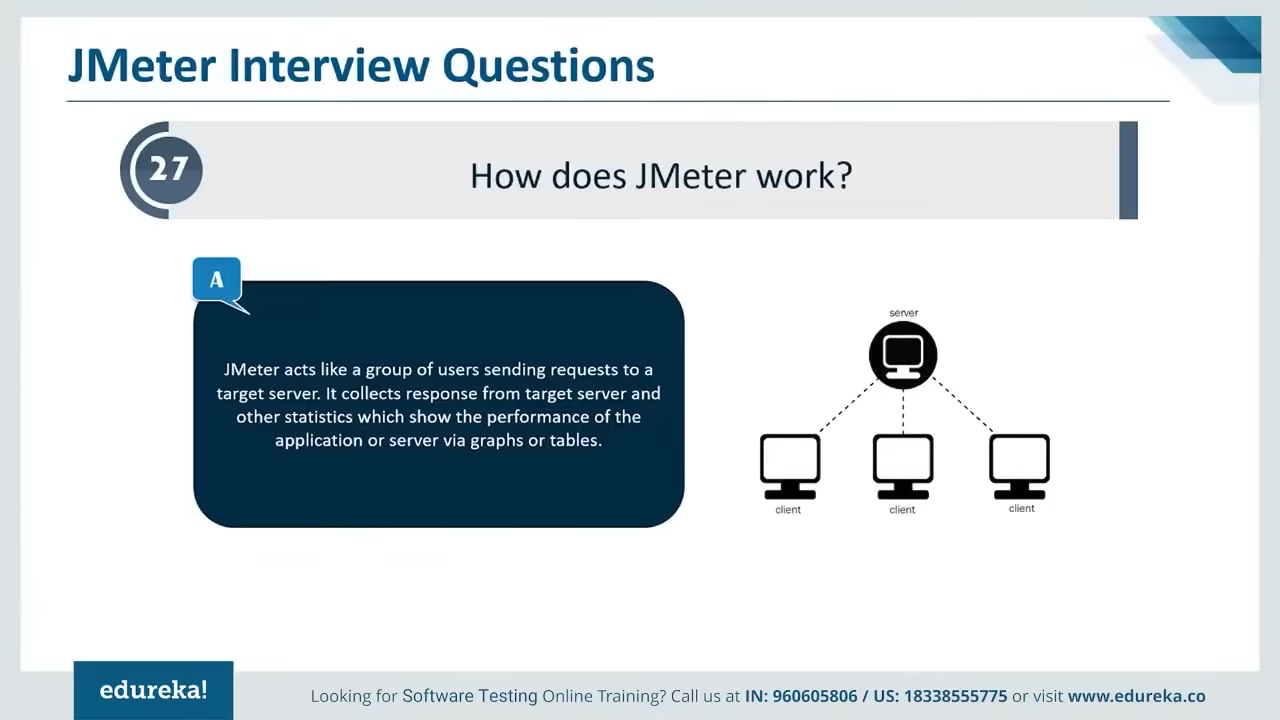 JMeter Interview Questions
27
How does JMeter work?
A
JMeter acts like a group of users sending requests to a
target server. It collects response from target server and
other statistics which show the performance of the
application or server via graphs or tables.
server
client
client
client
edureka!
Looking for Software Testing Online Training? Call us at IN: 960605806 / US: 18338555775 or visit www.edureka.co